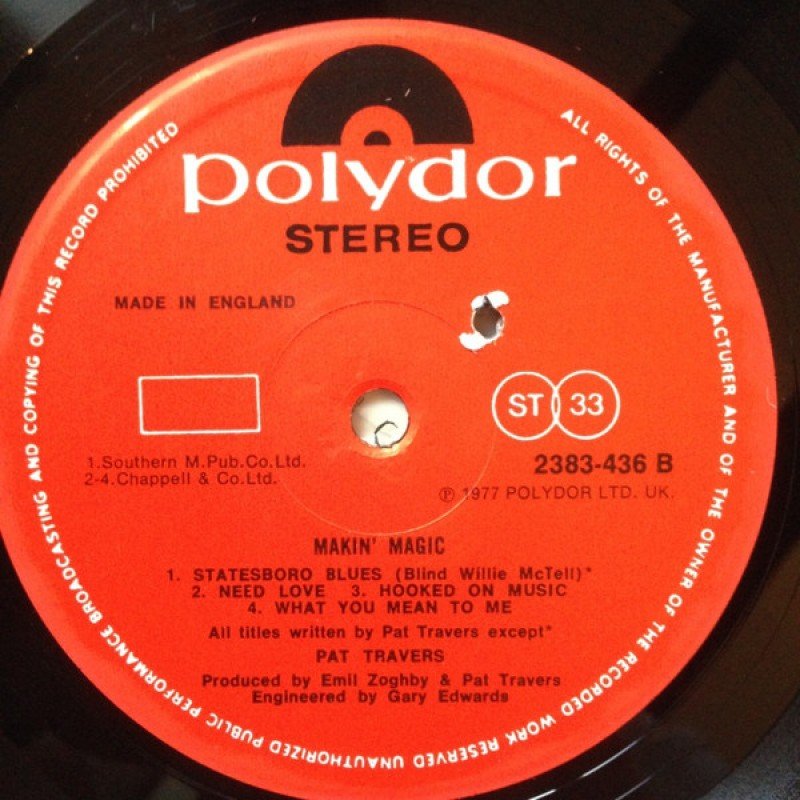 polydor
STEREO
MADE IN ENGLAND
ST 33
2383-436 B
1.Southern M.Pub.Co.Ltd.
2-4.Chappell & Co.Ltd.
℗ 1977 POLYDOR LTD. UK.
MAKIN' MAGIC
1. STATESBORO BLUES (Blind Willie McTell)*
2. NEED LOVE 3. HOOKED ON MUSIC
4. WHAT YOU MEAN TO ME
All titles written by Pat Travers except*
PAT TRAVERS
Produced by Emil Zoghby & Pat Travers
Engineered by Gary Edwards
ALL RIGHTS OF THE MANUFACTURER AND OF THE OWNER OF THE RECORDED WORK RESERVED UNAUTHORIZED PUBLIC PERFORMANCE BROADCASTING AND COPYING OF THIS RECORD PROHIBITED